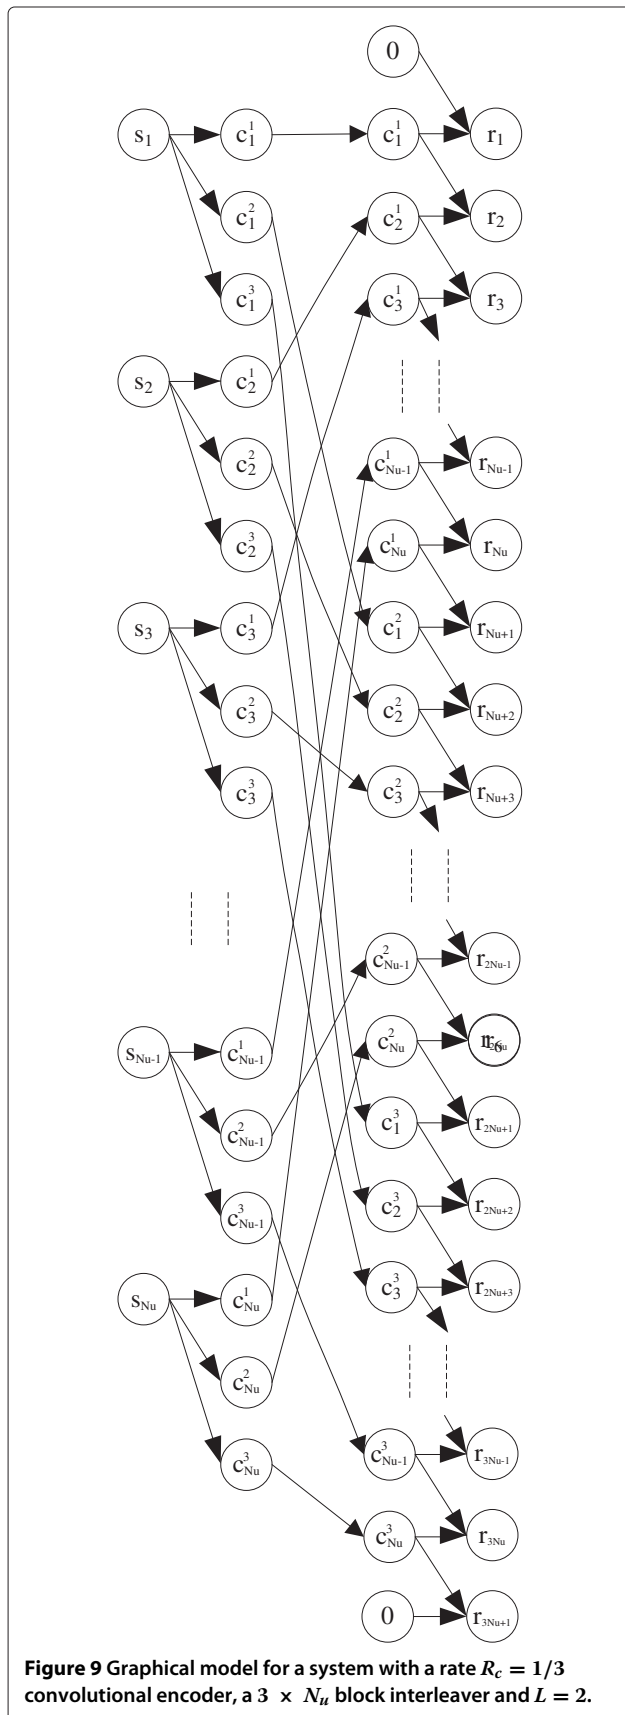 0
s₁ c₁¹ c₁¹ r₁
c₁² c₂¹ r₂
c₁³ c₃¹ r₃
s₂ c₂¹
c₂² c¹Nu-1 rNu-1
c₂³ c¹Nu rNu
s₃ c₃¹ c₁² rNu+1
c₃² c₂² rNu+2
c₃³ c₃² rNu+3
c²Nu-1 r2Nu-1
sNu-1 c¹Nu-1 c²Nu
c²Nu-1 c₁³ r2Nu+1
c³Nu-1 c₂³ r2Nu+2
sNu c¹Nu c₃³ r2Nu+3
c²Nu
c³Nu c³Nu-1 r3Nu-1
c³Nu r3Nu
0 r3Nu+1
Figure 9 Graphical model for a system with a rate Rc = 1/3
convolutional encoder, a 3 × Nu block interleaver and L = 2.